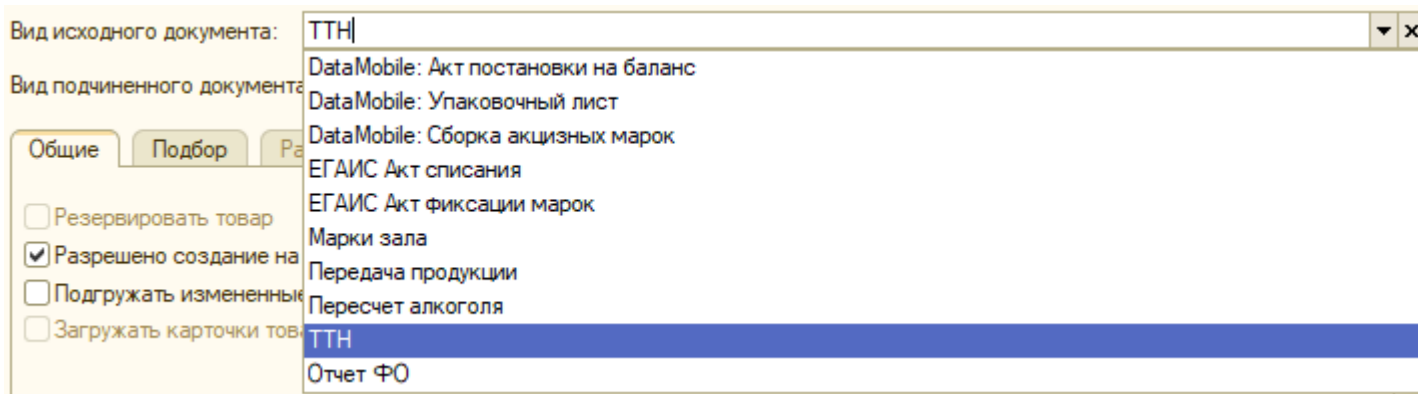 Вид исходного документа: ТТН
DataMobile: Акт постановки на баланс
Вид подчиненного документа
DataMobile: Упаковочный лист
DataMobile: Сборка акцизных марок
Общие Подбор Ра
ЕГАИС Акт списания
ЕГАИС Акт фиксации марок
Резервировать товар
Марки зала
Разрешено создание на
Передача продукции
Подгружать измененные
Пересчет алкоголя
Загружать карточки това
ТТН
Отчет ФО